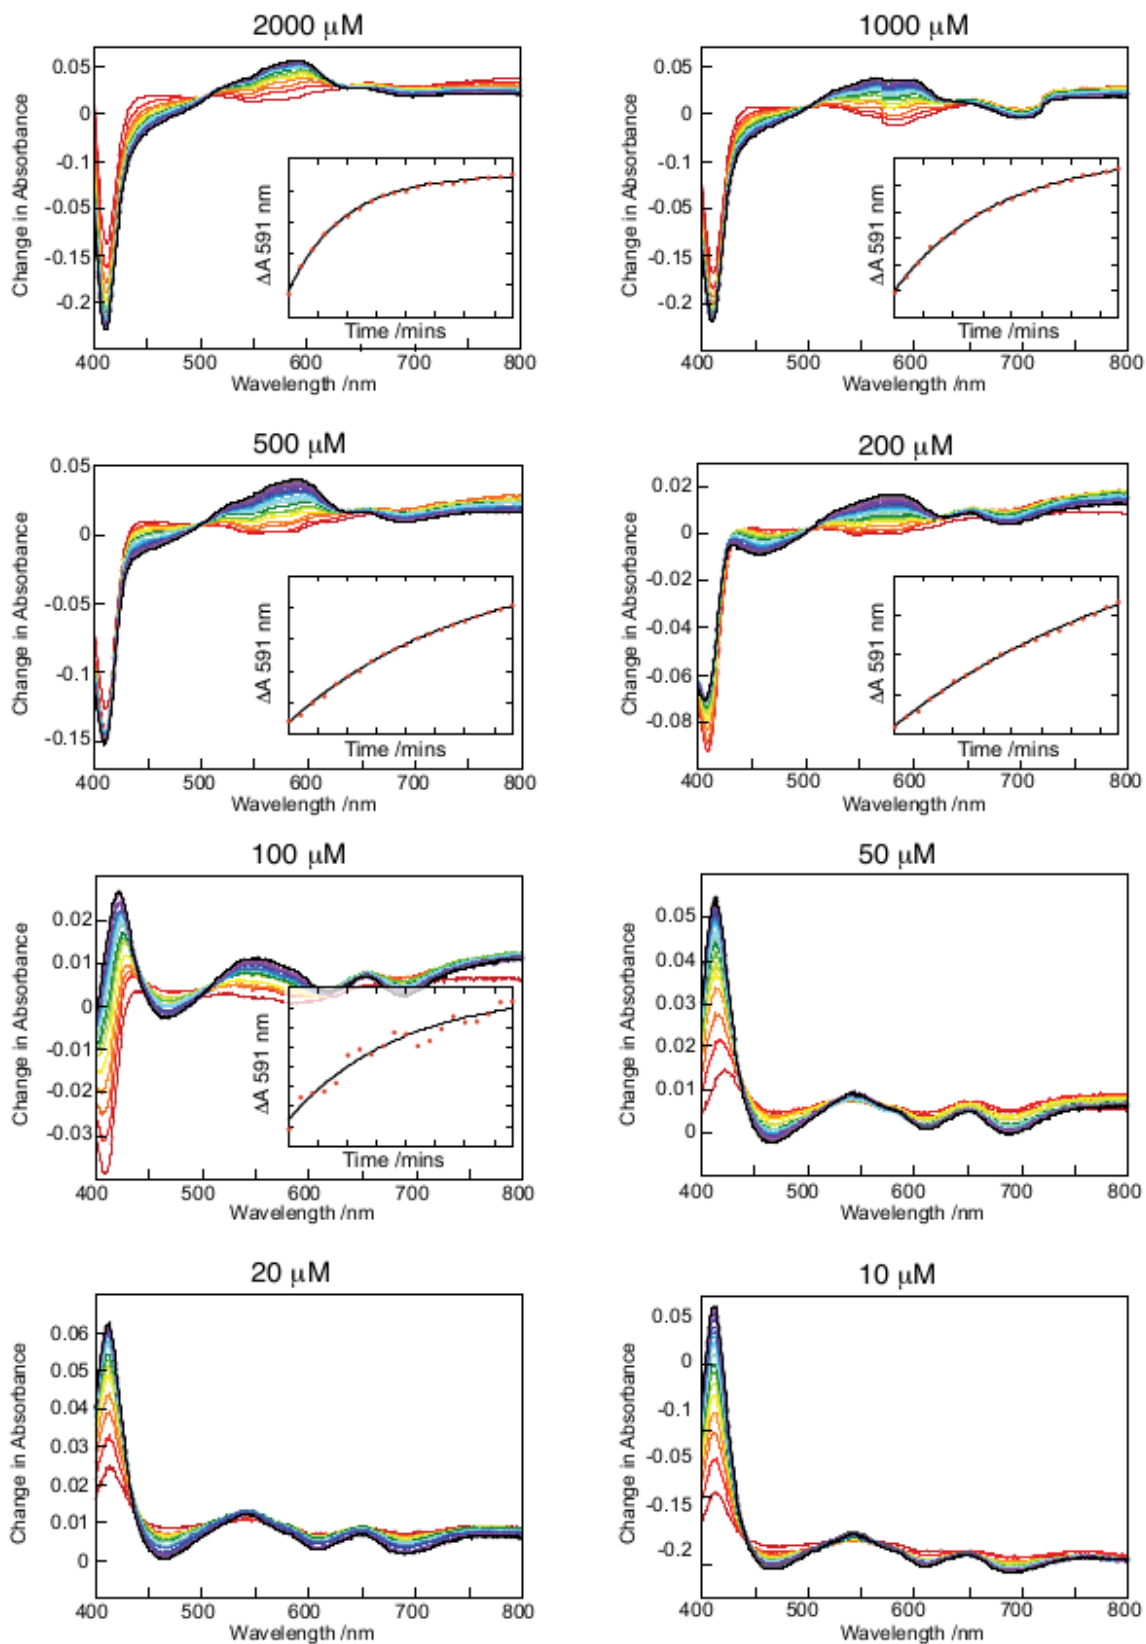 2000 µM
Change in Absorbance
0.05
0
-0.1
-0.05
-0.15
-0.2
ΔA 591 nm
Time /mins
400 500 600 700 800
Wavelength /nm
1000 µM
Change in Absorbance
0.05
0
-0.1
-0.05
-0.15
-0.2
ΔA 591 nm
Time /mins
400 500 600 700 800
Wavelength /nm
500 µM
Change in Absorbance
0.05
0
-0.05
-0.1
-0.15
ΔA 591 nm
Time /mins
400 500 600 700 800
Wavelength /nm
200 µM
Change in Absorbance
0.02
0
-0.02
-0.04
-0.06
-0.08
ΔA 591 nm
Time /mins
400 500 600 700 800
Wavelength /nm
100 µM
Change in Absorbance
0.02
0.01
0
-0.01
-0.02
-0.03
ΔA 591 nm
Time /mins
400 500 600 700 800
Wavelength /nm
50 µM
Change in Absorbance
0.05
0.04
0.03
0.02
0.01
0
400 500 600 700 800
Wavelength /nm
20 µM
Change in Absorbance
0.06
0.05
0.04
0.03
0.02
0.01
0
400 500 600 700 800
Wavelength /nm
10 µM
Change in Absorbance
0.05
0
-0.1
-0.05
-0.15
-0.2
400 500 600 700 800
Wavelength /nm